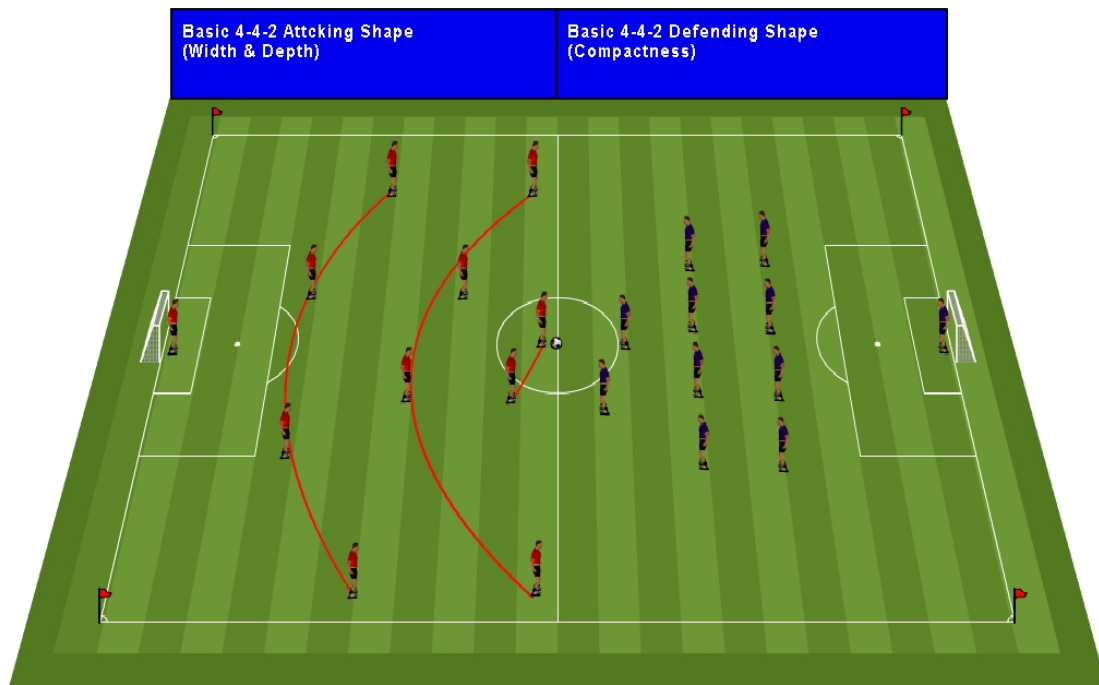 Basic 4-4-2 Attcking Shape
(Width & Depth)
Basic 4-4-2 Defending Shape
(Compactness)